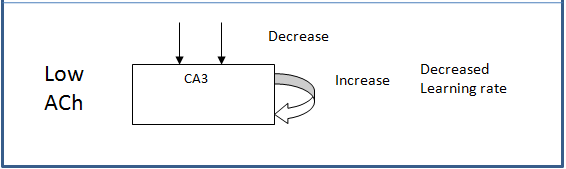 Decrease
Low
ACh
CA3
Increase
Decreased
Learning rate